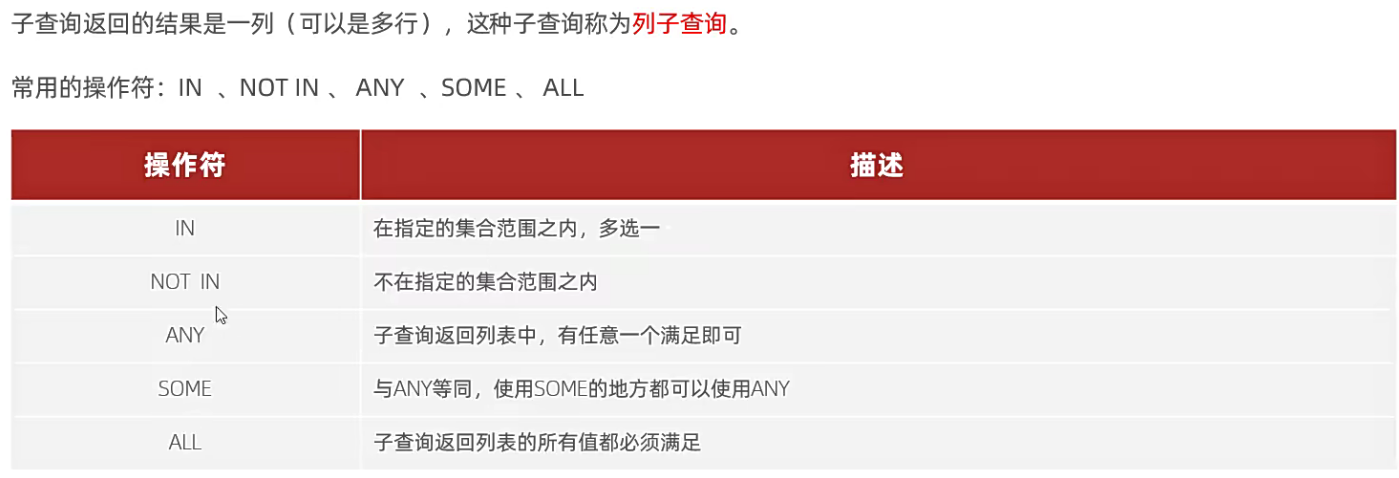 子查询返回的结果是一列（可以是多行），这种子查询称为列子查询。
常用的操作符：IN 、NOT IN 、 ANY 、SOME 、 ALL
操作符 描述
IN 在指定的集合范围之内，多选一
NOT IN 不在指定的集合范围之内
ANY 子查询返回列表中，有任意一个满足即可
SOME 与ANY等同，使用SOME的地方都可以使用ANY
ALL 子查询返回列表的所有值都必须满足